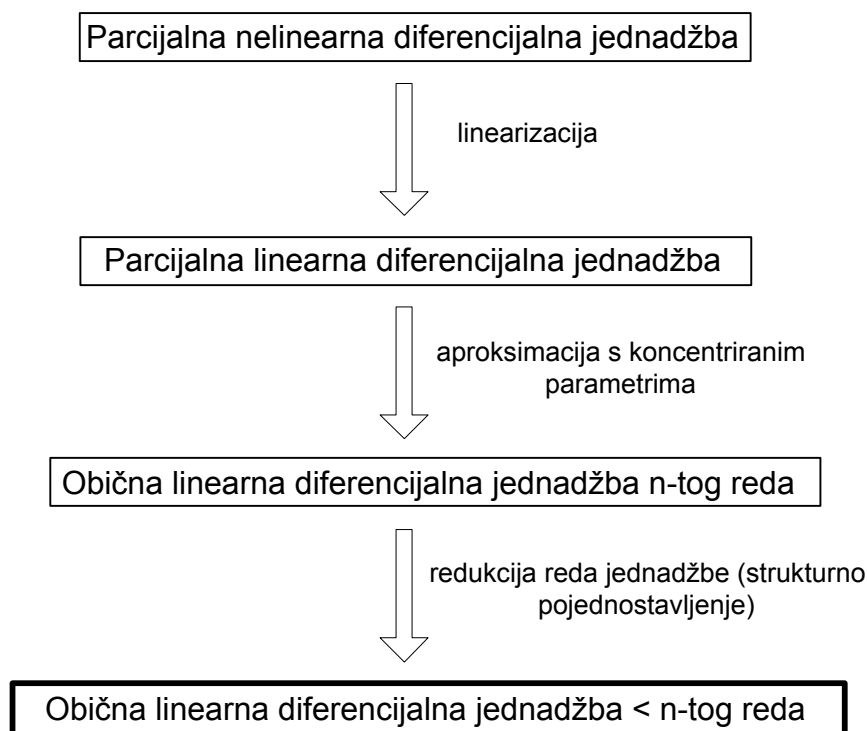 Parcijalna nelinearna diferencijalna jednadžba
linearizacija
Parcijalna linearna diferencijalna jednadžba
aproksimacija s koncentriranim
parametrima
Obična linearna diferencijalna jednadžba n-tog reda
redukcija reda jednadžbe (strukturno
pojednostavljenje)
Obična linearna diferencijalna jednadžba < n-tog reda